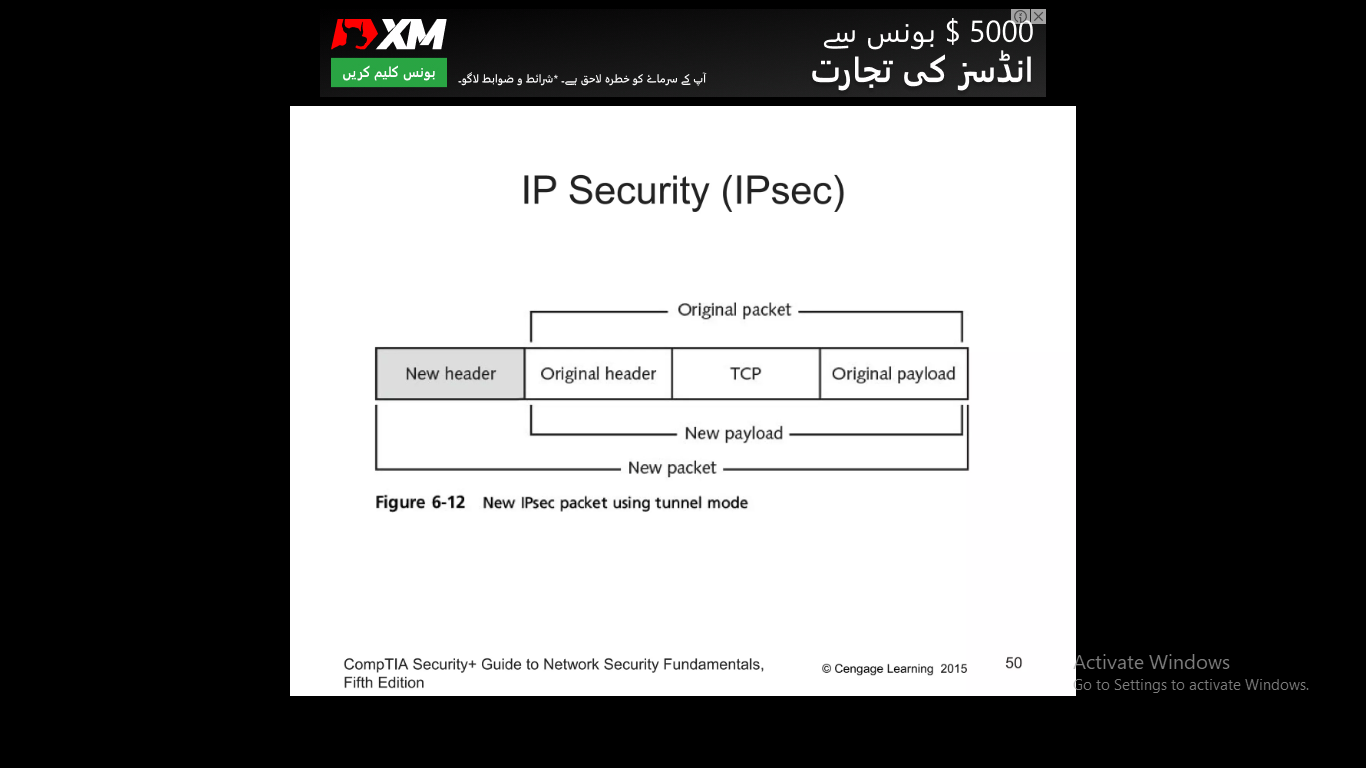 XM
5000 $ بونس سے
انڈسز کی تجارت
بونس کلیم کریں
آپ کے سرمائے کو خطرہ لاحق ہے۔ *شرائط و ضوابط لاگو۔
IP Security (IPsec)
Original packet
New header Original header TCP Original payload
New payload
New packet
Figure 6-12 New IPsec packet using tunnel mode
CompTIA Security+ Guide to Network Security Fundamentals,
Fifth Edition
© Cengage Learning 2015
50
Activate Windows
Go to Settings to activate Windows.